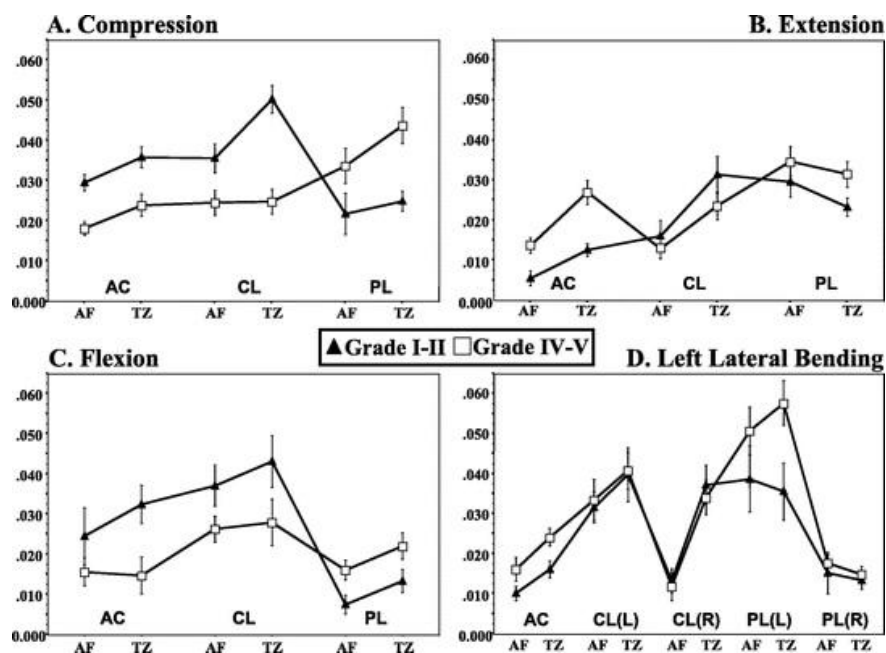 A. Compression
.060
.050
.040
.030
.020
.010
0.000
AC CL PL
AF TZ AF TZ AF TZ
B. Extension
.060
.050
.040
.030
.020
.010
0.000
AC CL PL
AF TZ AF TZ AF TZ
Grade I-II Grade IV-V
C. Flexion
.060
.050
.040
.030
.020
.010
0.000
AC CL PL
AF TZ AF TZ AF TZ
D. Left Lateral Bending
.060
.050
.040
.030
.020
.010
0.000
AC CL(L) CL(R) PL(L) PL(R)
AF TZ AF TZ AF TZ AF TZ AF TZ